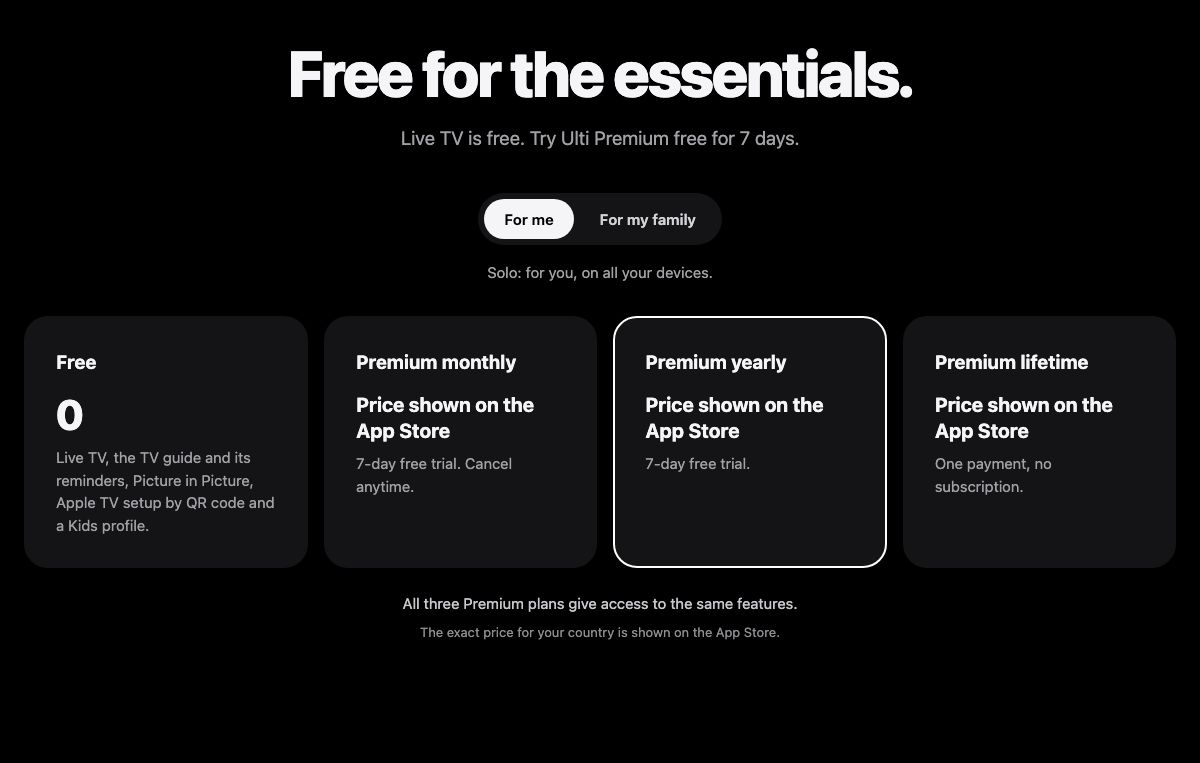 Free for the essentials.
Live TV is free. Try Ulti Premium free for 7 days.
For me
For my family
Solo: for you, on all your devices.
Free
0
Live TV, the TV guide and its
reminders, Picture in Picture,
Apple TV setup by QR code and
a Kids profile.
Premium monthly
Price shown on the
App Store
7-day free trial. Cancel
anytime.
Premium yearly
Price shown on the
App Store
7-day free trial.
Premium lifetime
Price shown on the
App Store
One payment, no
subscription.
All three Premium plans give access to the same features.
The exact price for your country is shown on the App Store.